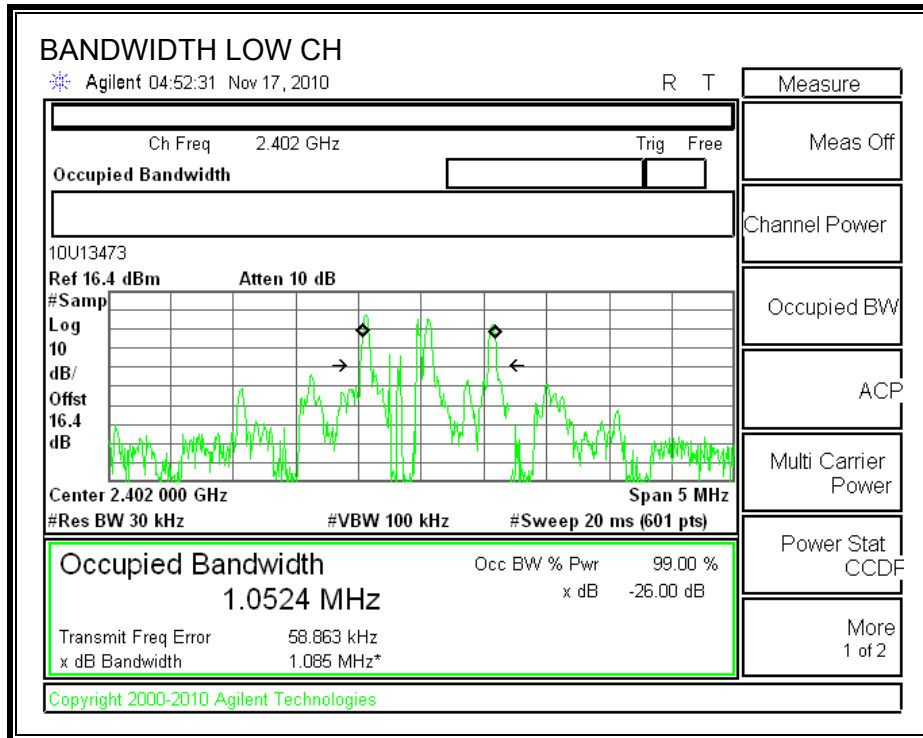 BANDWIDTH LOW CH
Agilent 04:52:31 Nov 17, 2010 R T
Measure
Ch Freq 2.402 GHz Trig Free
Meas Off
Occupied Bandwidth
Channel Power
10U13473
Ref 16.4 dBm Atten 10 dB
#Samp
Log
10
dB/
Offst
16.4
dB
Occupied BW
ACP
Multi Carrier
Power
Center 2.402 000 GHz Span 5 MHz
#Res BW 30 kHz #VBW 100 kHz #Sweep 20 ms (601 pts)
Power Stat
CCDF
Occupied Bandwidth Occ BW % Pwr 99.00 %
1.0524 MHz x dB -26.00 dB
Transmit Freq Error 58.863 kHz
x dB Bandwidth 1.085 MHz*
More
1 of 2
Copyright 2000-2010 Agilent Technologies